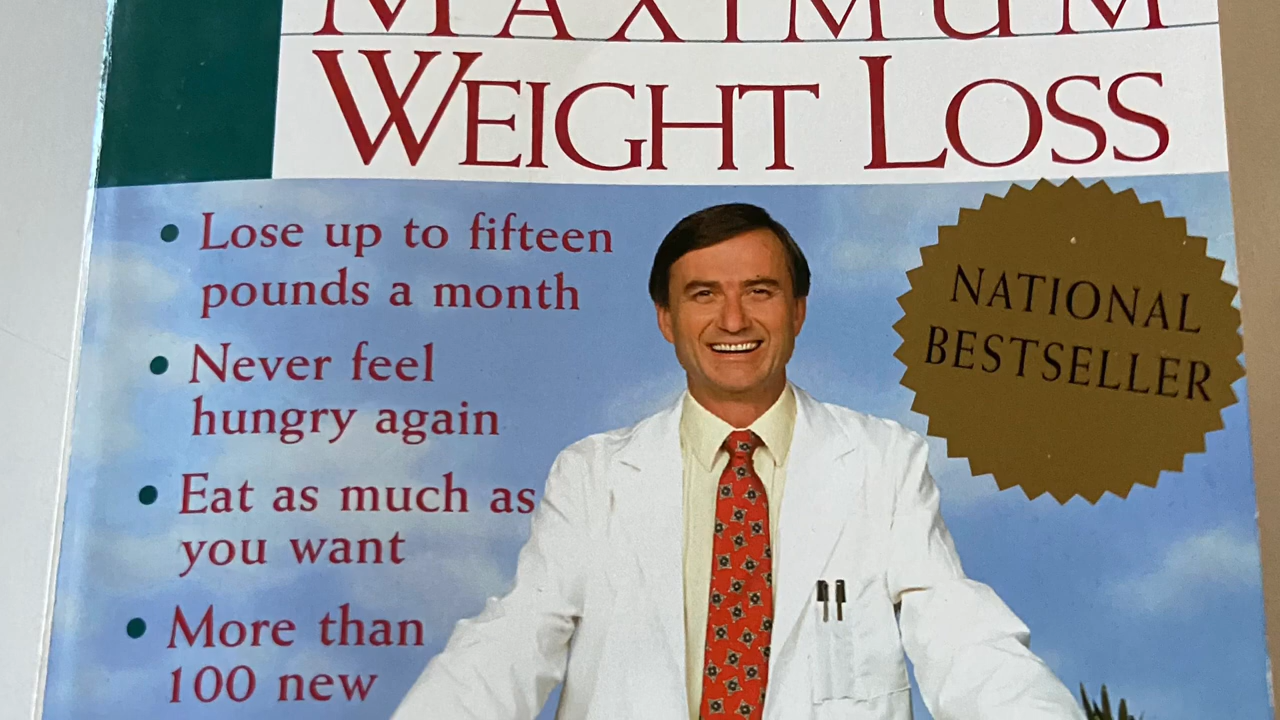 MAXIMUM
WEIGHT LOSS
• Lose up to fifteen
pounds a month
• Never feel
hungry again
• Eat as much as
you want
• More than
100 new
NATIONAL
BESTSELLER